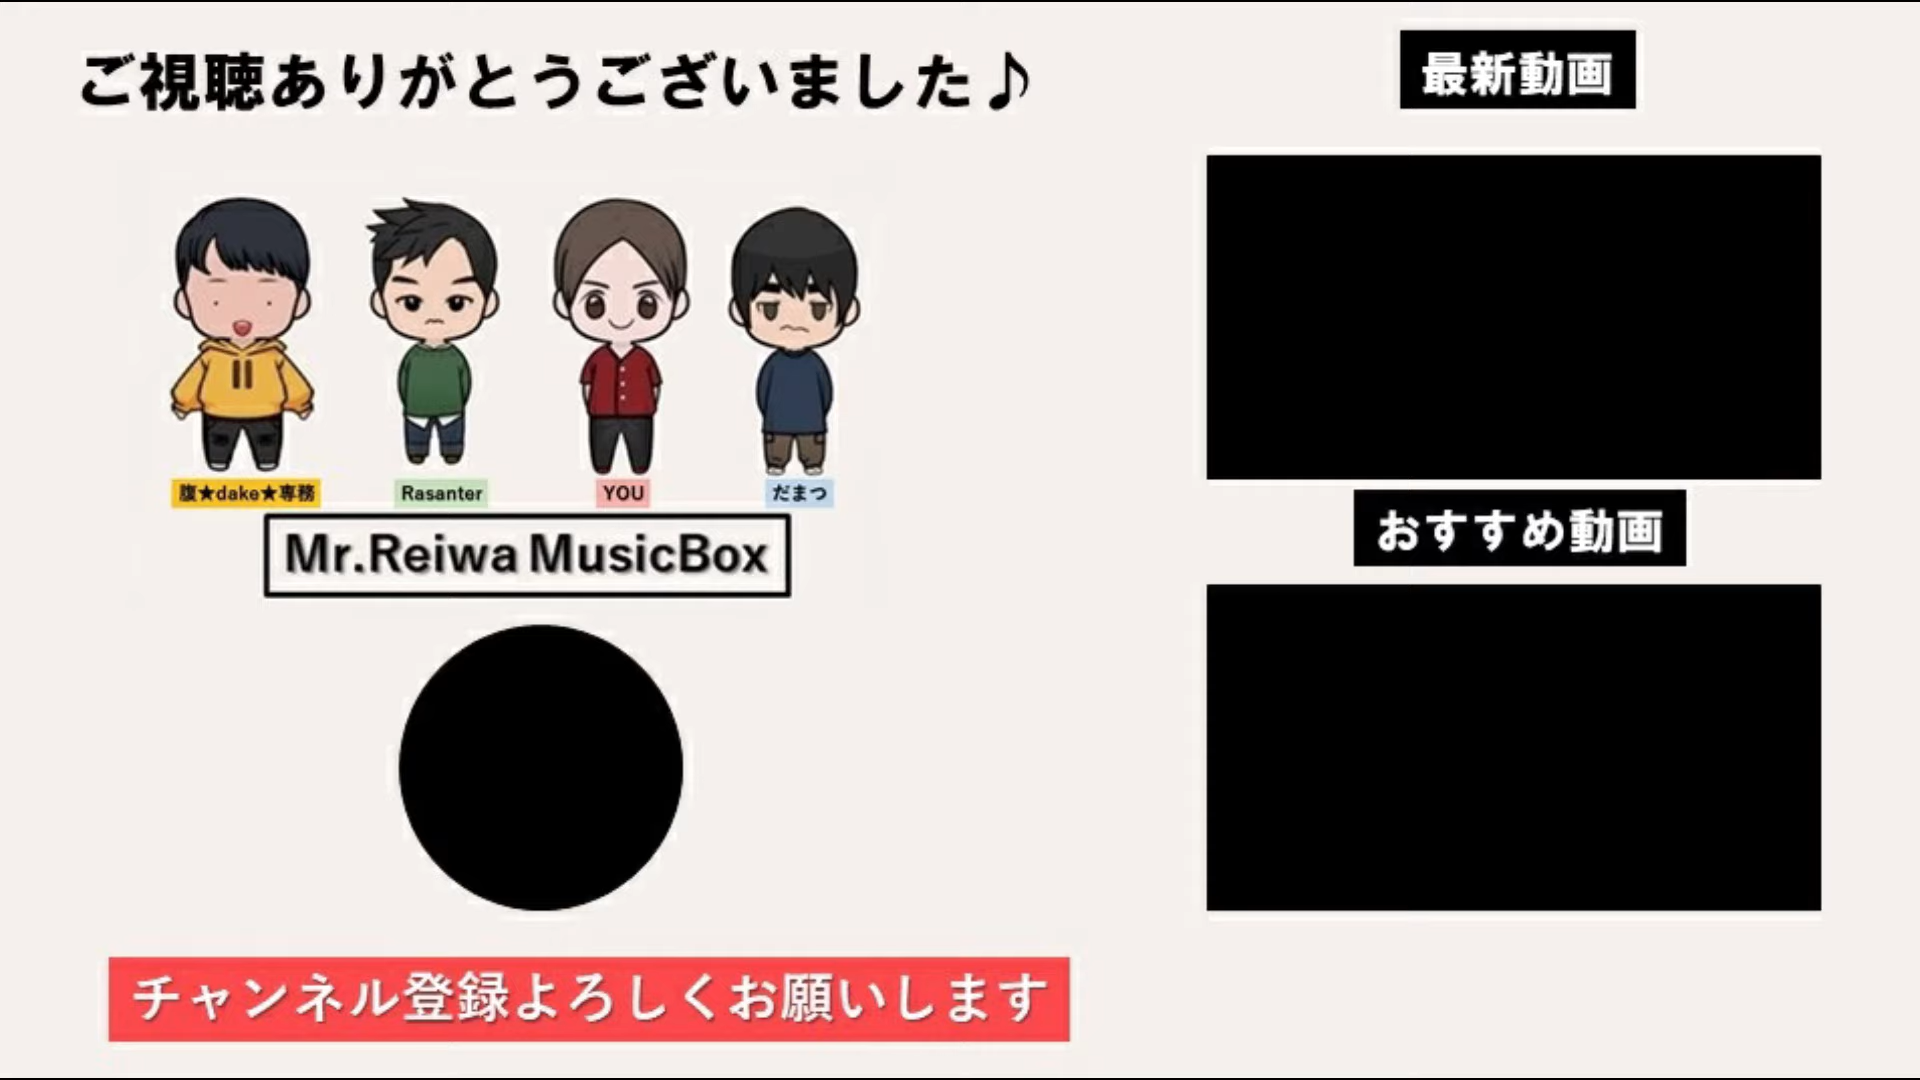 ご視聴ありがとうございました♪
腹★dake★専務
Rasanter
YOU
だまつ
Mr.Reiwa MusicBox
チャンネル登録よろしくお願いします
最新動画
おすすめ動画